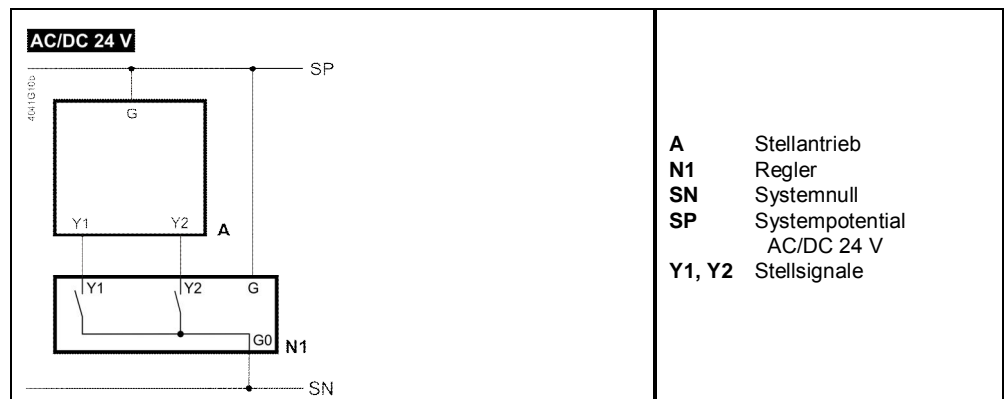 AC/DC 24 V
SP
4041G10b
G
Y1 Y2
A
Y1 Y2 G
G0
N1
SN
A Stellantrieb
N1 Regler
SN Systemnull
SP Systempotential
AC/DC 24 V
Y1, Y2 Stellsignale